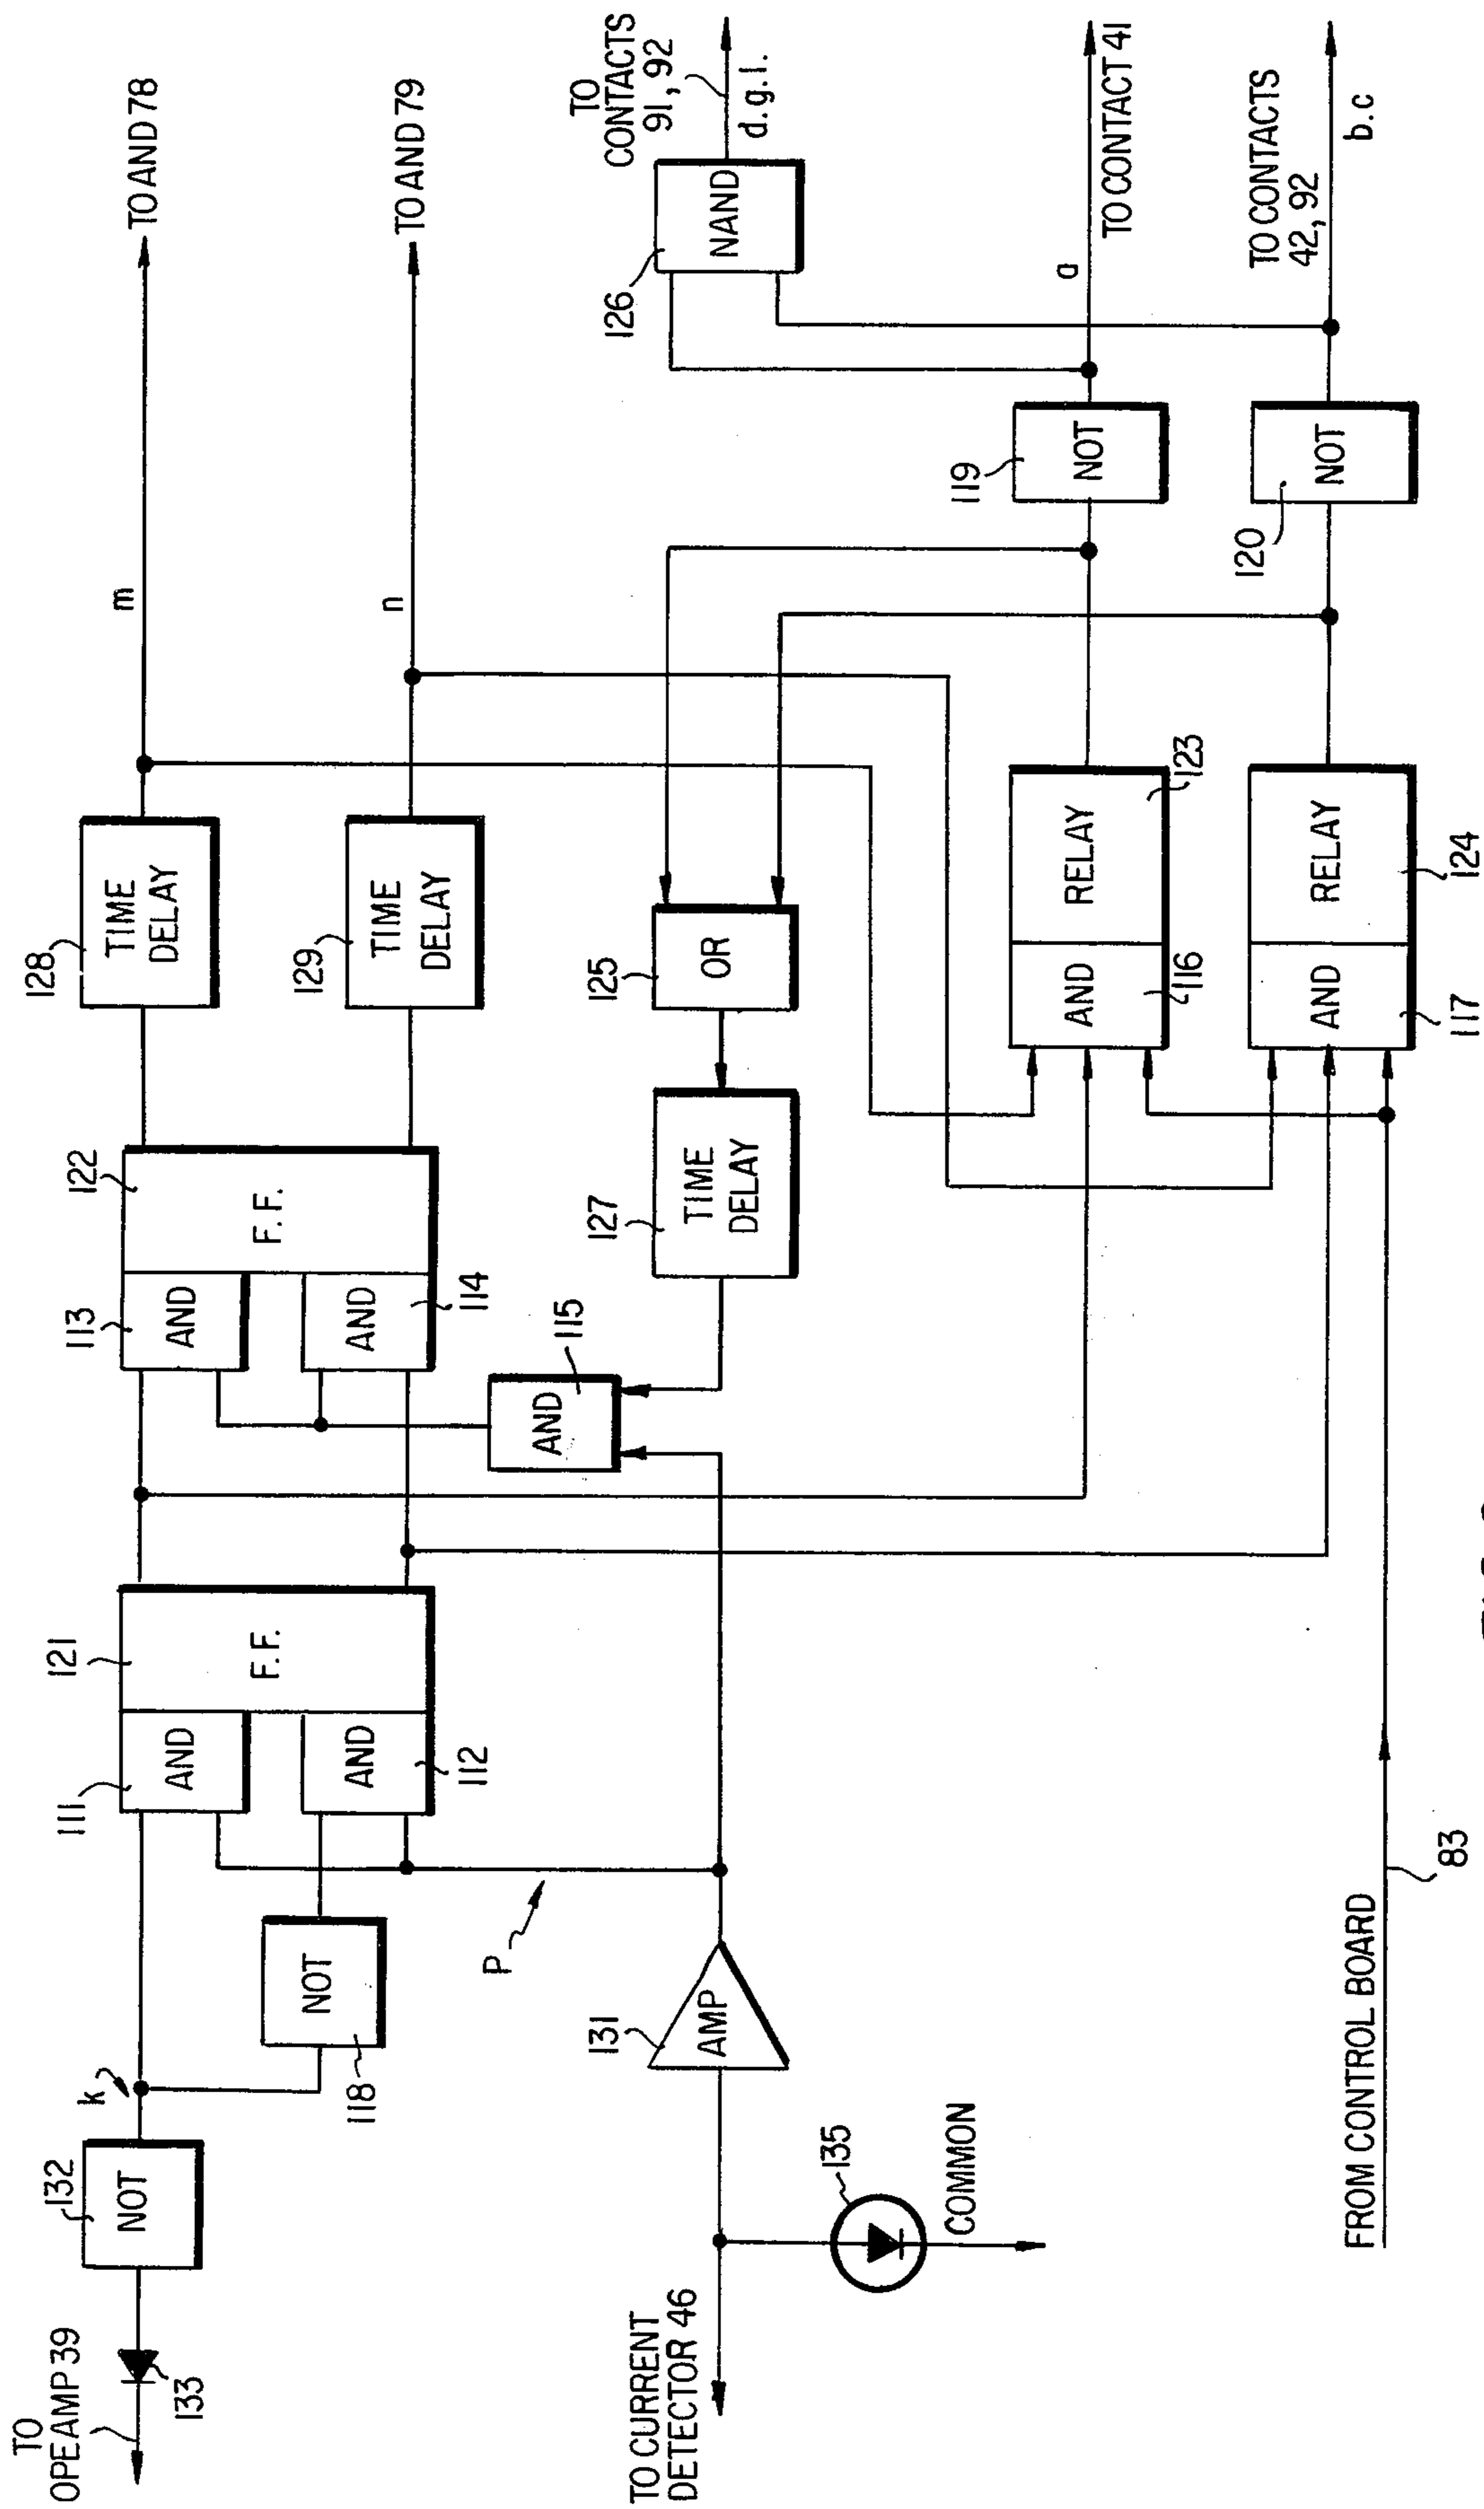 TO
OPE AMP 39
133
132
NOT
k
118
NOT
111
AND
112
AND
121
F.F.
113
AND
114
AND
122
F.F.
128
TIME
DELAY
129
TIME
DELAY
m
n
TO AND 78
TO AND 79
TO CURRENT
DETECTOR 46
135
COMMON
131
AMP
P
115
AND
127
TIME
DELAY
125
OR
126
NAND
TO
CONTACTS
91, 92
d.g.l.
116
AND
RELAY
123
117
AND
RELAY
124
119
NOT
120
NOT
a
TO CONTACT 41
TO CONTACTS
42, 92
b.c
FROM CONTROL BOARD
83